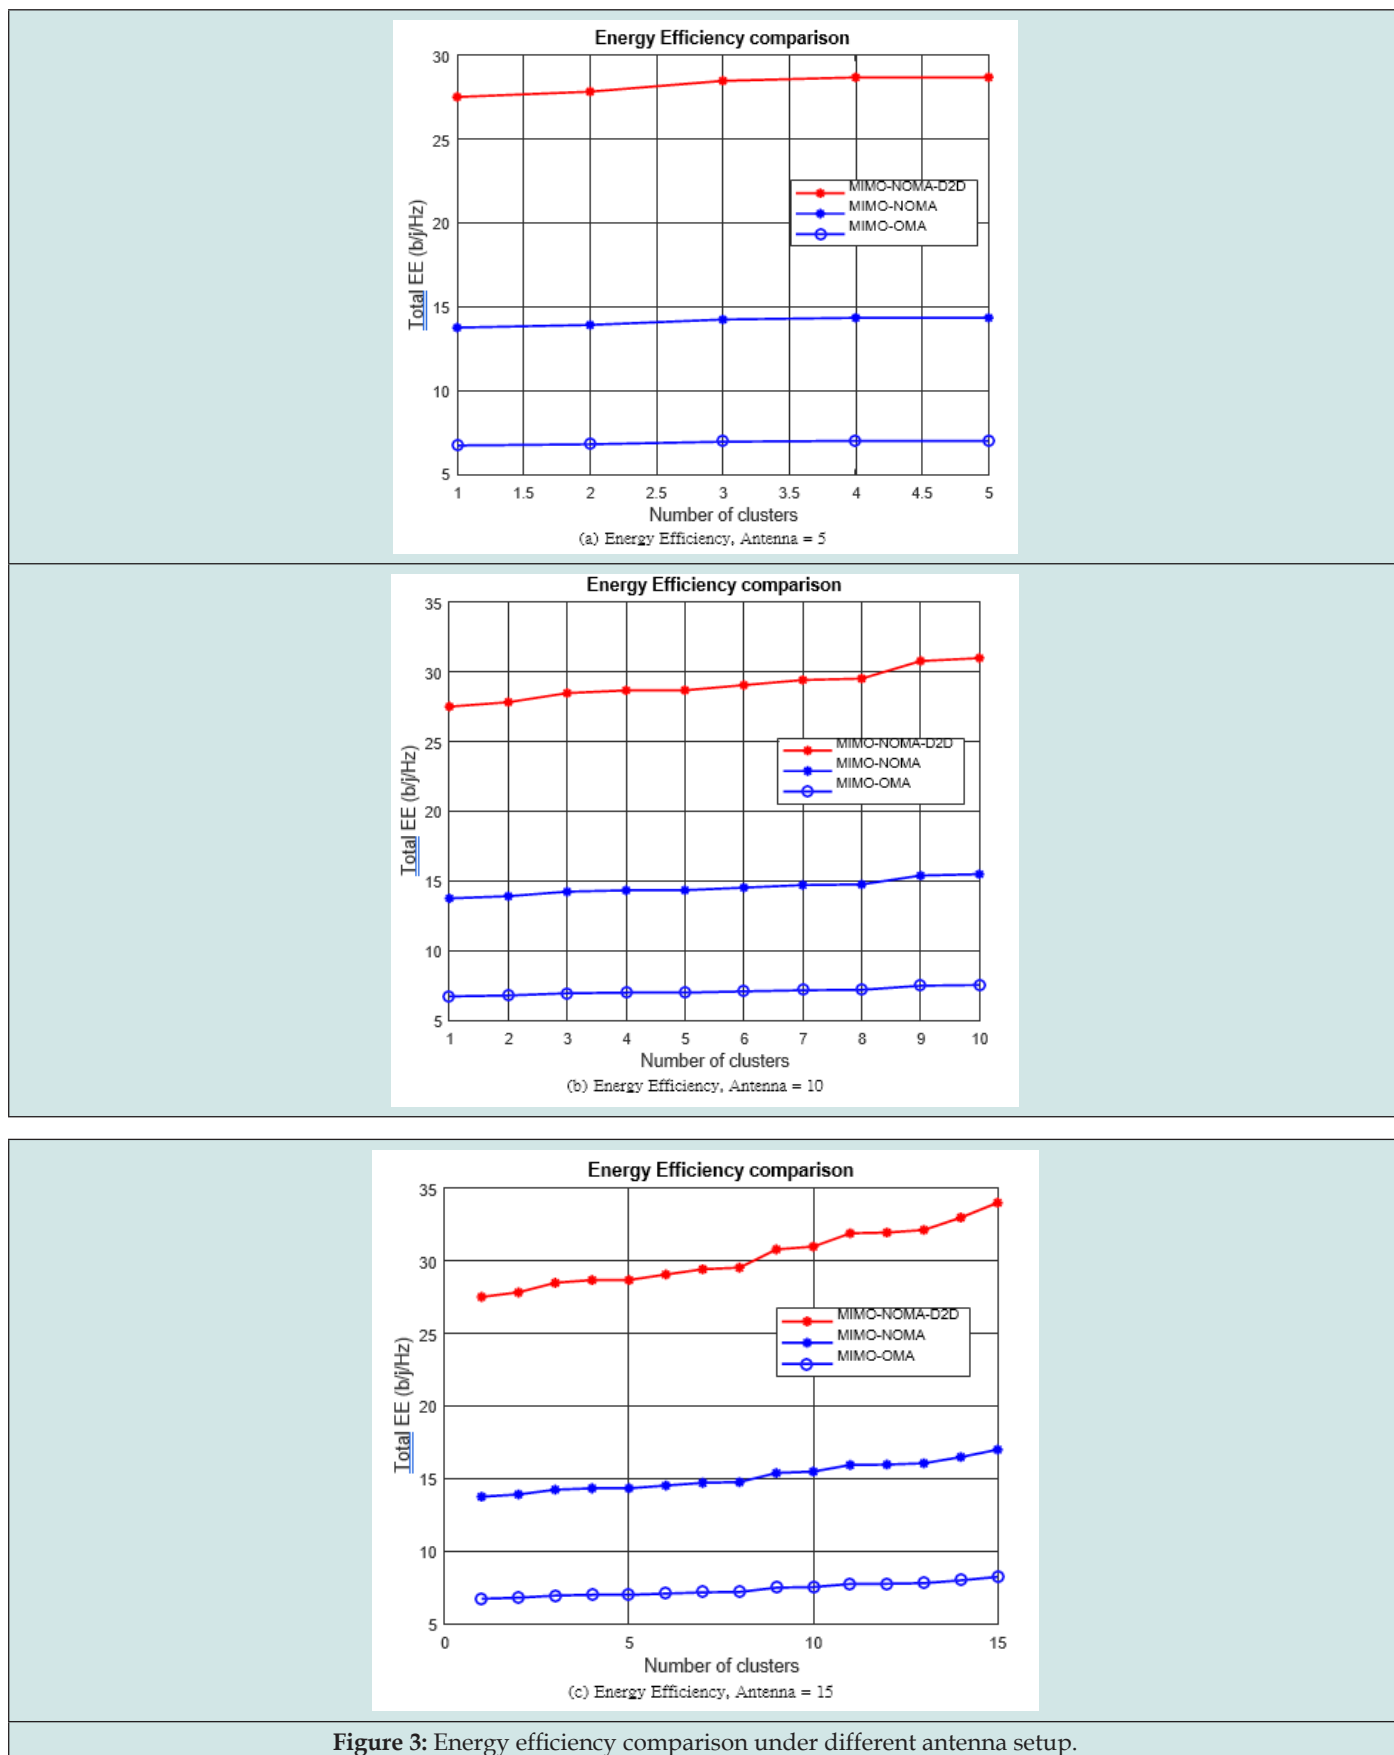 Energy Efficiency comparison
30
25
20
15
10
5
Total EE (b/j/Hz)
MIMO-NOMA-D2D
MIMO-NOMA
MIMO-OMA
1 1.5 2 2.5 3 3.5 4 4.5 5
Number of clusters
(a) Energy Efficiency, Antenna = 5
Energy Efficiency comparison
35
30
25
20
15
10
5
Total EE (b/j/Hz)
MIMO-NOMA-D2D
MIMO-NOMA
MIMO-OMA
1 2 3 4 5 6 7 8 9 10
Number of clusters
(b) Energy Efficiency, Antenna = 10
Energy Efficiency comparison
35
30
25
20
15
10
5
Total EE (b/j/Hz)
MIMO-NOMA-D2D
MIMO-NOMA
MIMO-OMA
0 5 10 15
Number of clusters
(c) Energy Efficiency, Antenna = 15
Figure 3: Energy efficiency comparison under different antenna setup.